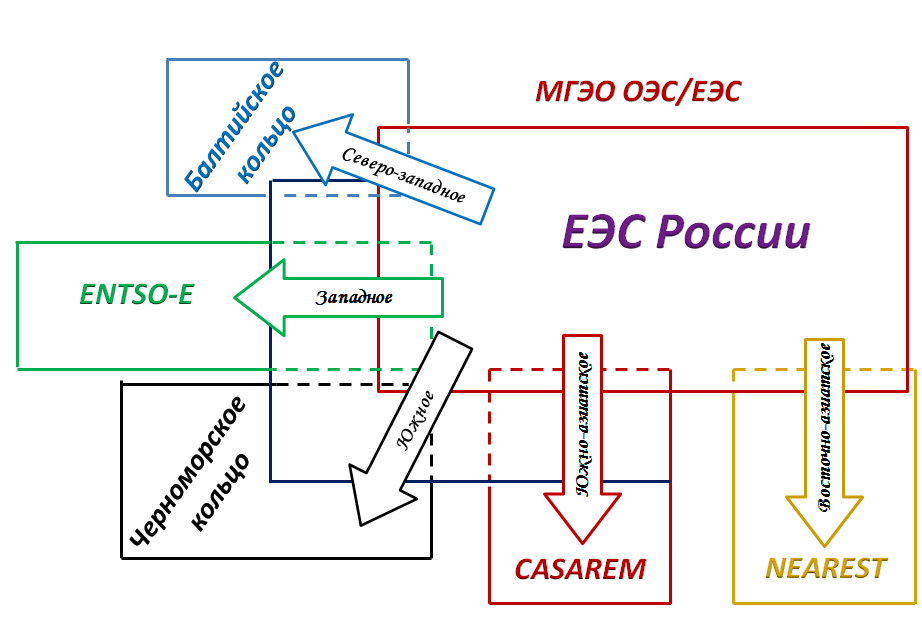 МГЭО ОЭС/ЕЭС
Балтийское
кольцо
Северо-западное
ЕЭС России
ENTSO-E
Западное
Южное
Южно-азиатское
Восточно-азиатское
Черноморское
кольцо
CASAREM
NEAREST